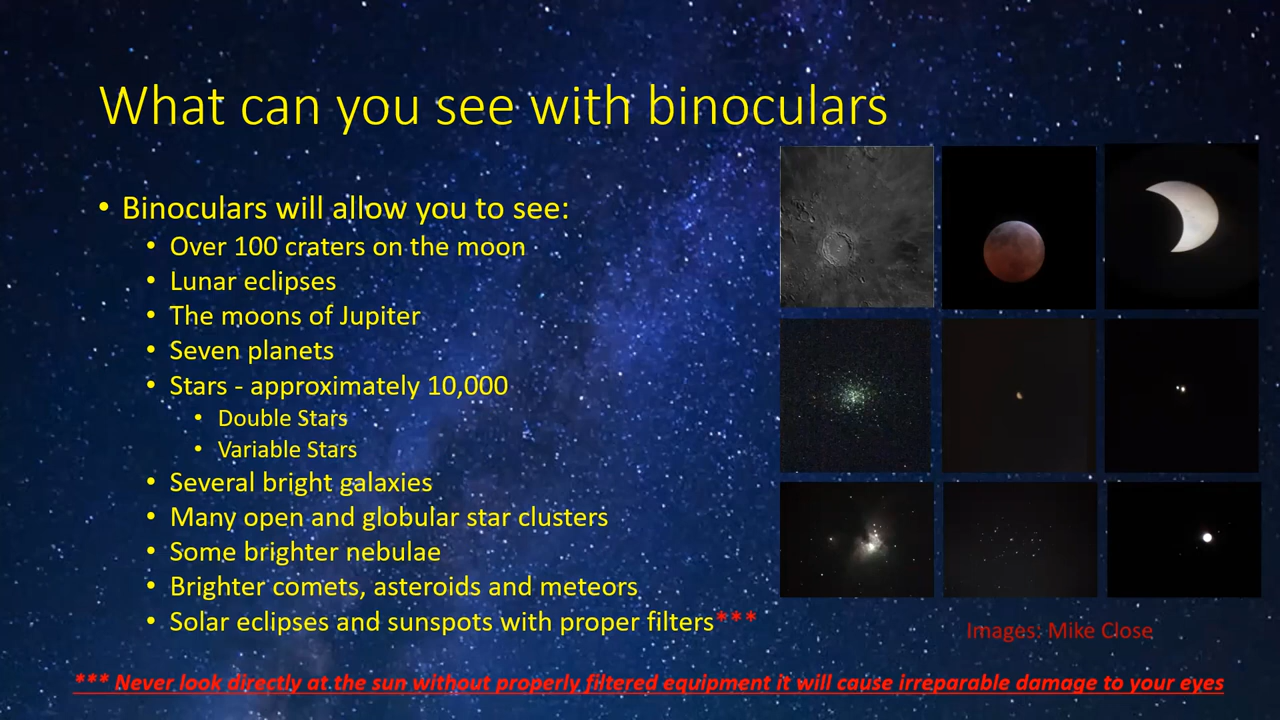 What can you see with binoculars
• Binoculars will allow you to see:
• Over 100 craters on the moon
• Lunar eclipses
• The moons of Jupiter
• Seven planets
• Stars - approximately 10,000
• Double Stars
• Variable Stars
• Several bright galaxies
• Many open and globular star clusters
• Some brighter nebulae
• Brighter comets, asteroids and meteors
• Solar eclipses and sunspots with proper filters***
Images: Mike Close
*** Never look directly at the sun without properly filtered equipment it will cause irreparable damage to your eyes